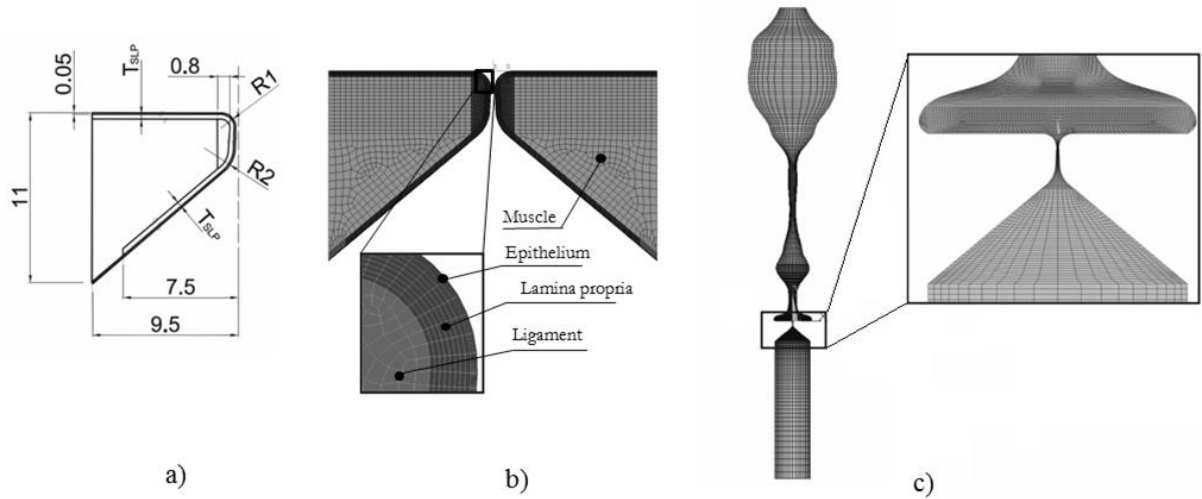 0.05
T_SLP
0.8
R1
11
R2
T_SLP
7.5
9.5
a)
Muscle
Epithelium
Lamina propria
Ligament
b)
c)